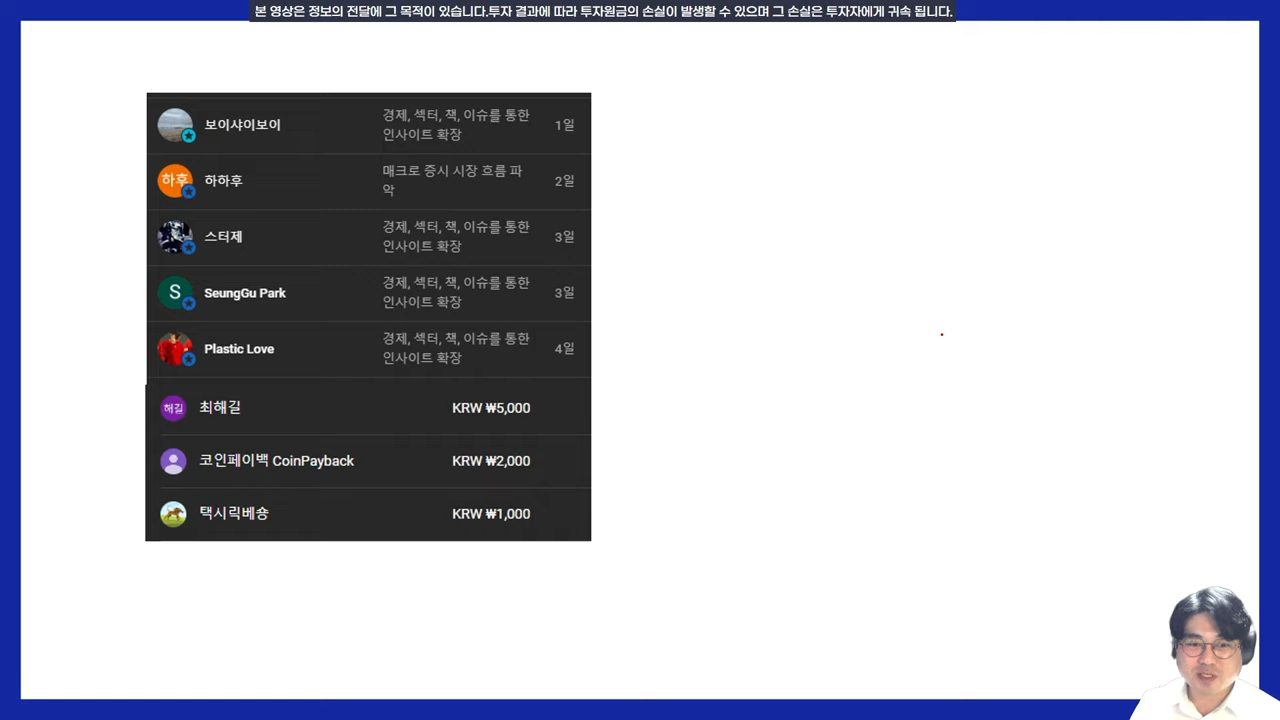 본 영상은 정보의 전달에 그 목적이 있습니다.투자 결과에 따라 투자원금의 손실이 발생할 수 있으며 그 손실은 투자자에게 귀속 됩니다.
보이샤이보이
경제, 섹터, 책, 이슈를 통한
인사이트 확장
1일
하후
하하후
매크로 증시 시장 흐름 파
악
2일
스터제
경제, 섹터, 책, 이슈를 통한
인사이트 확장
3일
S
SeungGu Park
경제, 섹터, 책, 이슈를 통한
인사이트 확장
3일
Plastic Love
경제, 섹터, 책, 이슈를 통한
인사이트 확장
4일
해길
최해길
KRW ₩5,000
코인페이백 CoinPayback
KRW ₩2,000
택시릭베숑
KRW ₩1,000